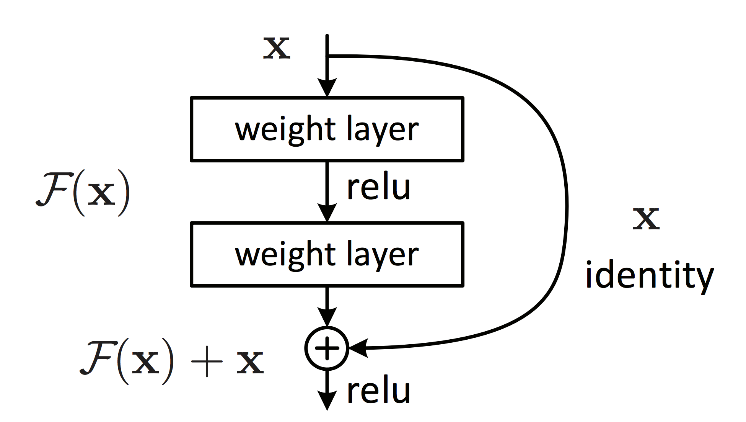 x
weight layer
F(x)
relu
x
weight layer
identity
F(x) + x
+
relu